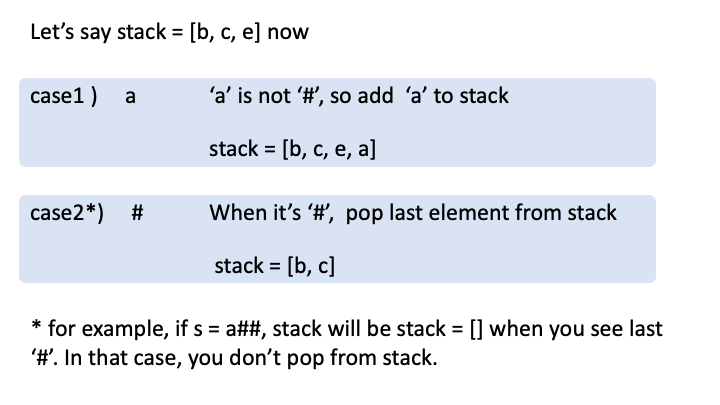 Let’s say stack = [b, c, e] now
case1 ) a ‘a’ is not ‘#’, so add ‘a’ to stack
stack = [b, c, e, a]
case2*) # When it’s ‘#’, pop last element from stack
stack = [b, c]
* for example, if s = a##, stack will be stack = [] when you see last
‘#’. In that case, you don’t pop from stack.